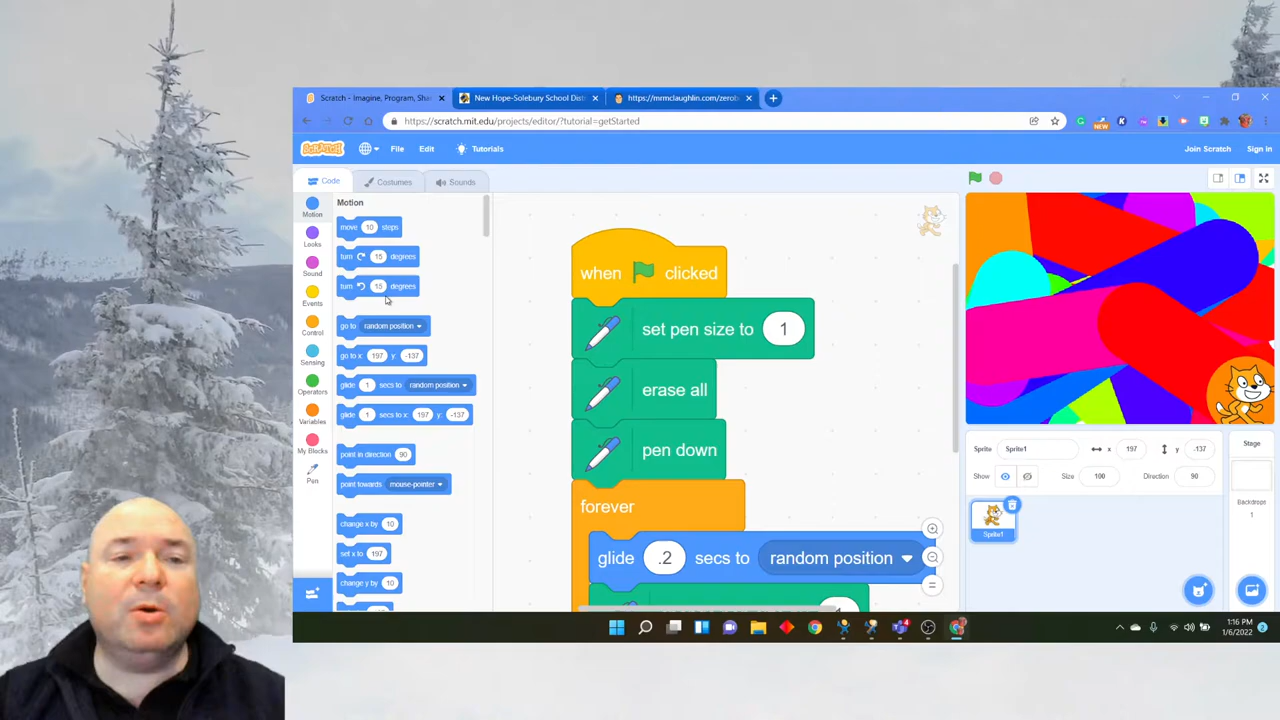 Scratch - Imagine, Program, Sha
New Hope-Solebury School Dist
https://mrmclaughlin.com/zerob
https://scratch.mit.edu/projects/editor/?tutorial=getStarted
NEW
SCRATCH
File
Edit
Tutorials
Join Scratch
Sign in
Code
Costumes
Sounds
Motion
Looks
Sound
Events
Control
Sensing
Operators
Variables
My Blocks
Pen
Motion
move 10 steps
turn 15 degrees
turn 15 degrees
go to random position
go to x: 197 y: -137
glide 1 secs to random position
glide 1 secs to x: 197 y: -137
point in direction 90
point towards mouse-pointer
change x by 10
set x to 197
change y by 10
when clicked
set pen size to 1
erase all
pen down
forever
glide .2 secs to random position
Sprite Sprite1 x 197 y -137
Show Size 100 Direction 90
Sprite1
Stage
Backdrops
1
1:16 PM
1/6/2022
2